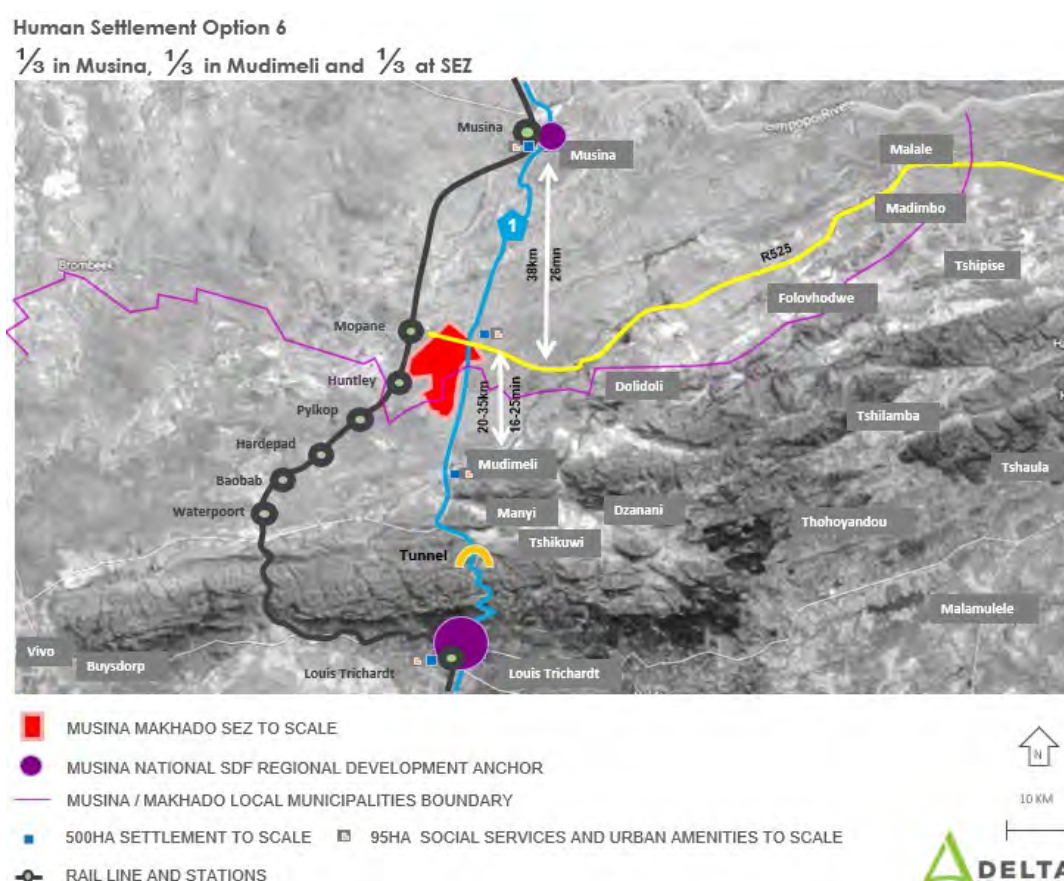 Human Settlement Option 6
⅓ in Musina, ⅓ in Mudimeli and ⅓ at SEZ
Musina
Musina
Limpopo River
Malale
Madimbo
1
38km
26mn
R525
Tshipise
Brombeek
Folovhodwe
Mopane
Huntley
Dolidoli
20-35km
16-25min
Pylkop
Tshilamba
Hardepad
Mudimeli
Tshaula
Baobab
Waterpoort
Manyi
Dzanani
Thohoyandou
Tshikuwi
Tunnel
Malamulele
Vivo
Buysdorp
Louis Trichardt
Louis Trichardt
MUSINA MAKHADO SEZ TO SCALE
MUSINA NATIONAL SDF REGIONAL DEVELOPMENT ANCHOR
N
MUSINA / MAKHADO LOCAL MUNICIPALITIES BOUNDARY
10 KM
500HA SETTLEMENT TO SCALE
95HA SOCIAL SERVICES AND URBAN AMENITIES TO SCALE
RAIL LINE AND STATIONS
DELTA